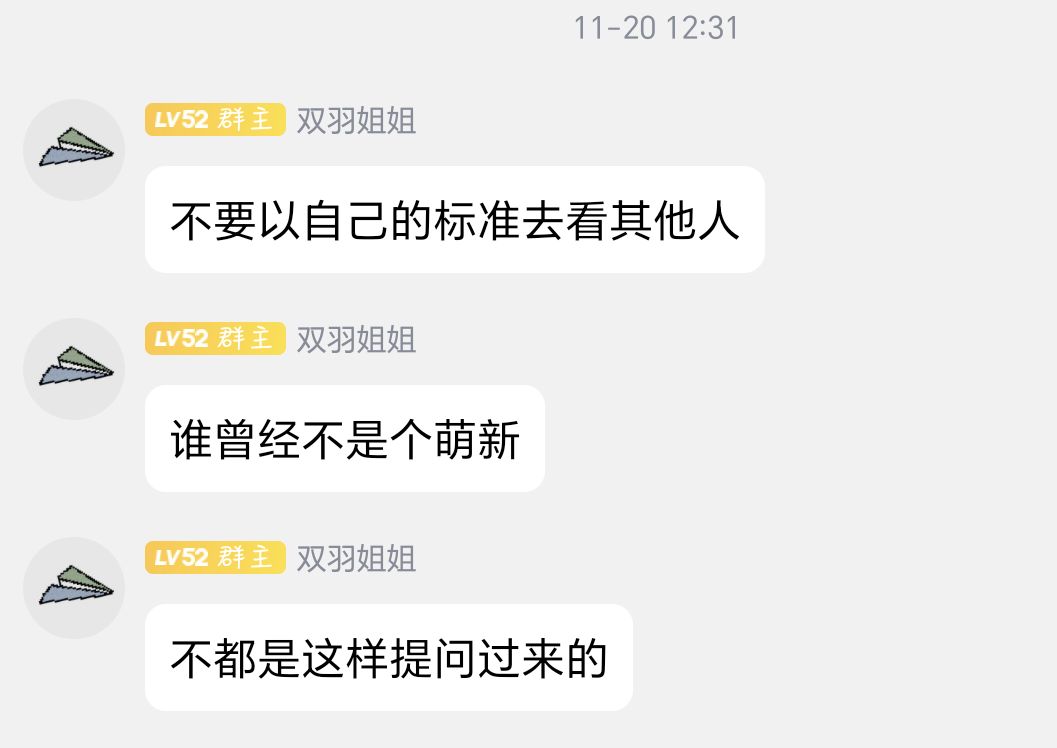 11-20 12:31
LV52 群主 双羽姐姐
不要以自己的标准去看其他人
LV52 群主 双羽姐姐
谁曾经不是个萌新
LV52 群主 双羽姐姐
不都是这样提问过来的